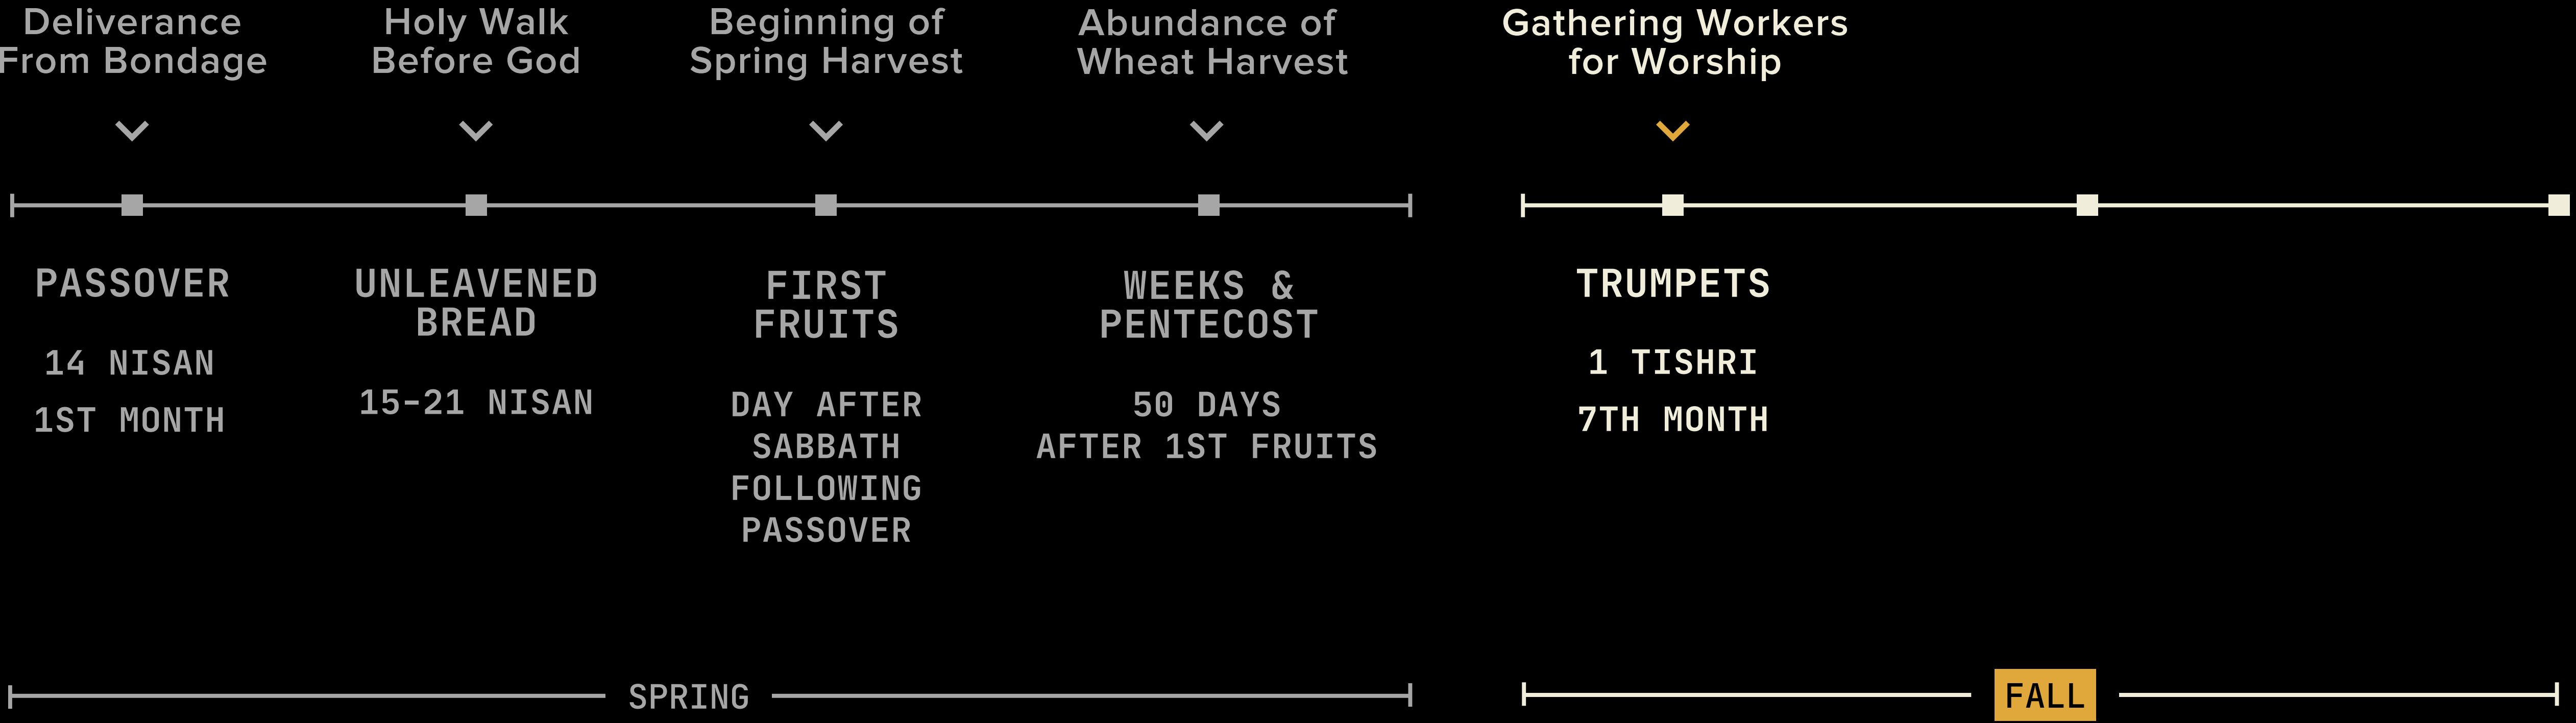 Deliverance
From Bondage
Holy Walk
Before God
Beginning of
Spring Harvest
Abundance of
Wheat Harvest
Gathering Workers
for Worship
PASSOVER
14 NISAN
1ST MONTH
UNLEAVENED
BREAD
15-21 NISAN
FIRST
FRUITS
DAY AFTER
SABBATH
FOLLOWING
PASSOVER
WEEKS &
PENTECOST
50 DAYS
AFTER 1ST FRUITS
TRUMPETS
1 TISHRI
7TH MONTH
SPRING
FALL